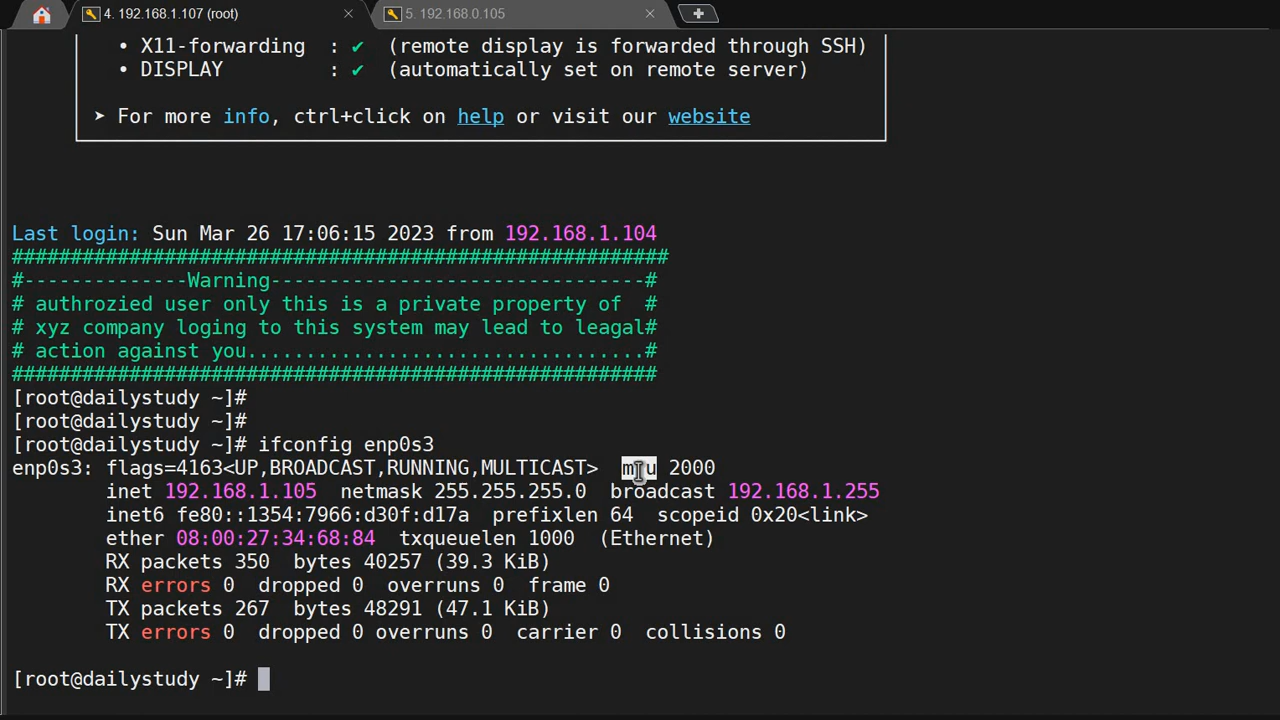 4. 192.168.1.107 (root)
5. 192.168.0.105
• X11-forwarding : ✔ (remote display is forwarded through SSH)
• DISPLAY : ✔ (automatically set on remote server)
➤ For more info, ctrl+click on help or visit our website
Last login: Sun Mar 26 17:06:15 2023 from 192.168.1.104
########################################################
#--------------Warning-------------------------------#
# authrozied user only this is a private property of  #
# xyz company loging to this system may lead to leagal#
# action against you..................................#
#######################################################
[root@dailystudy ~]#
[root@dailystudy ~]#
[root@dailystudy ~]# ifconfig enp0s3
enp0s3: flags=4163<UP,BROADCAST,RUNNING,MULTICAST>  mtu 2000
inet 192.168.1.105  netmask 255.255.255.0  broadcast 192.168.1.255
inet6 fe80::1354:7966:d30f:d17a  prefixlen 64  scopeid 0x20<link>
ether 08:00:27:34:68:84  txqueuelen 1000  (Ethernet)
RX packets 350  bytes 40257 (39.3 KiB)
RX errors 0  dropped 0  overruns 0  frame 0
TX packets 267  bytes 48291 (47.1 KiB)
TX errors 0  dropped 0 overruns 0  carrier 0  collisions 0
[root@dailystudy ~]#